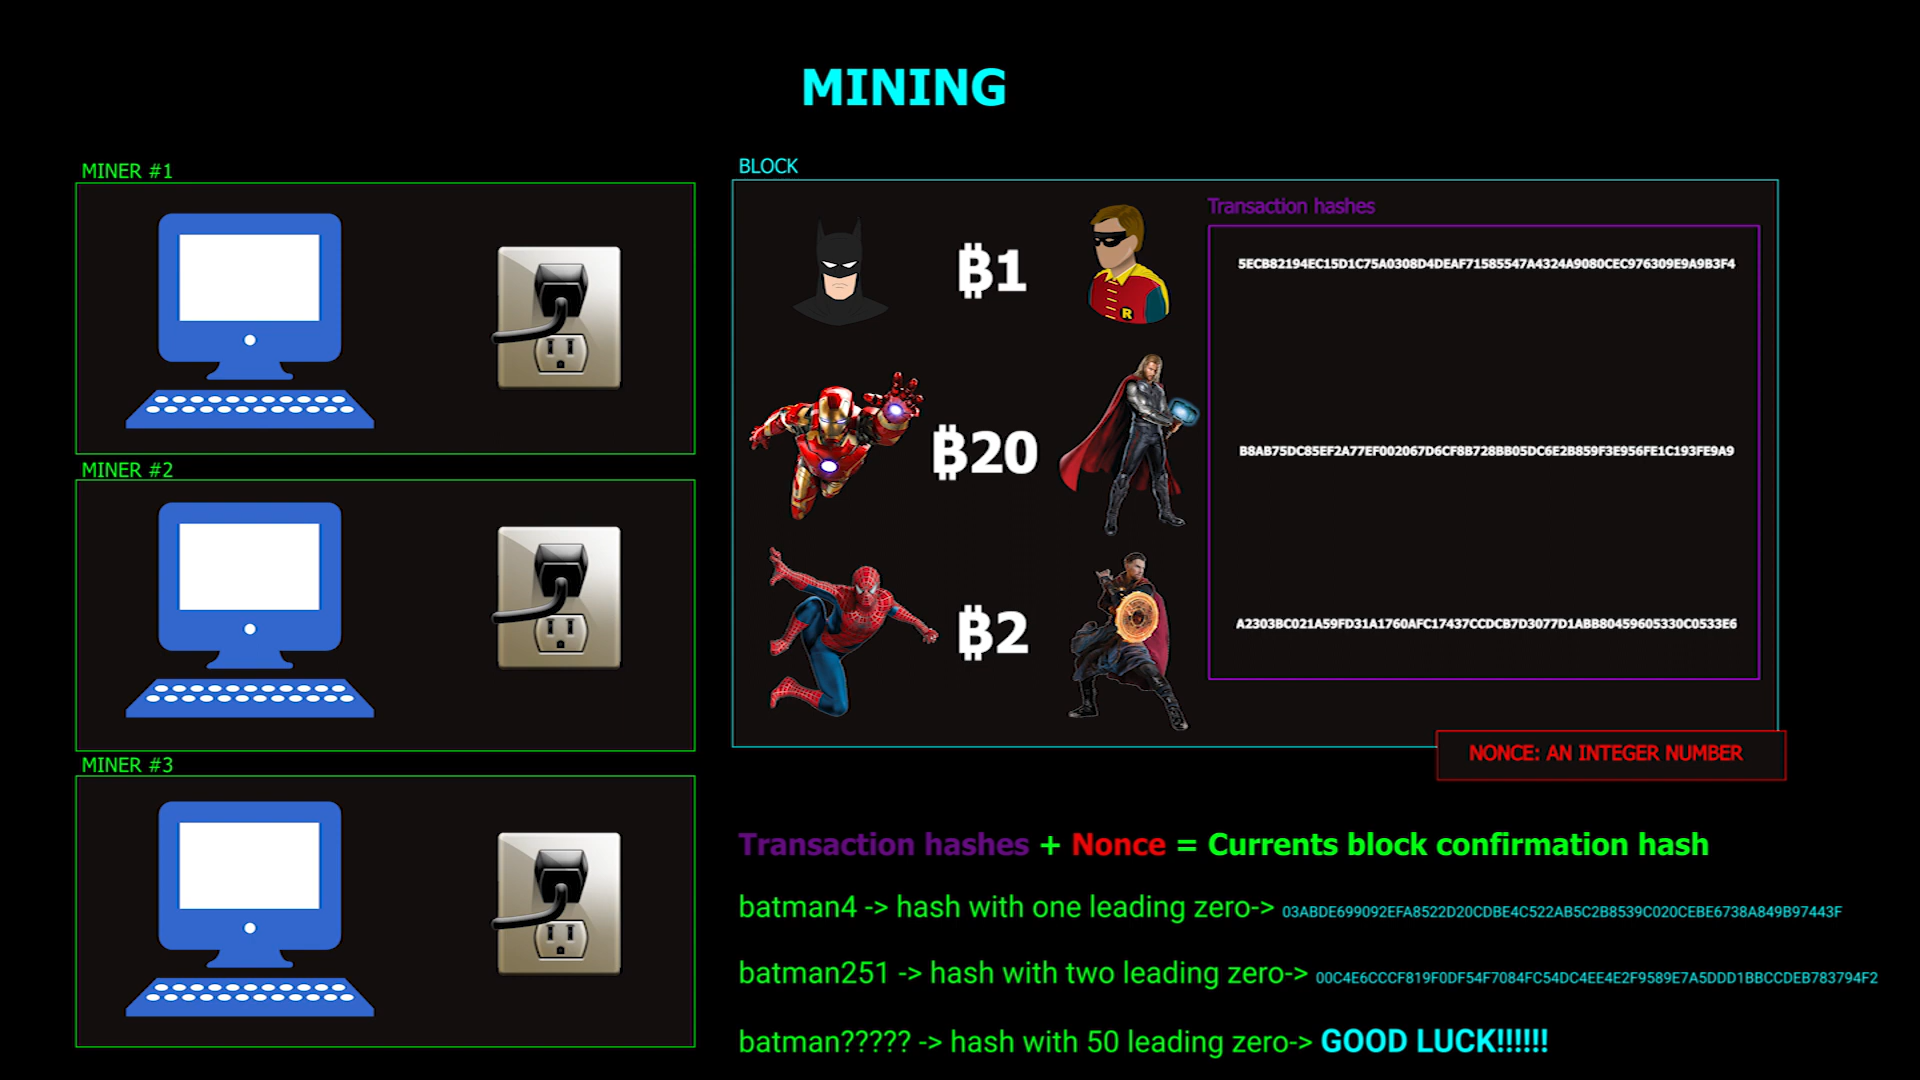 MINING
MINER #1
MINER #2
MINER #3
BLOCK
Transaction hashes
฿1
R
5ECB82194EC15D1C75A0308D4DEAF71585547A4324A9080CEC976309E9A9B3F4
฿20
B8AB75DC85EF2A77EF002067D6CF8B728BB05DC6E2B859F3E956FE1C193FE9A9
฿2
A2303BC021A59FD31A1760AFC17437CCDCB7D3077D1ABB80459605330C0533E6
NONCE: AN INTEGER NUMBER
Transaction hashes + Nonce = Currents block confirmation hash
batman4 -> hash with one leading zero-> 03ABDE699092EFA8522D20CDBE4C522AB5C2B8539C020CEBE6738A849B97443F
batman251 -> hash with two leading zero-> 00C4E6CCCF819F0DF54F7084FC54DC4EE4E2F9589E7A5DDD1BBCCDEB783794F2
batman????? -> hash with 50 leading zero-> GOOD LUCK!!!!!!